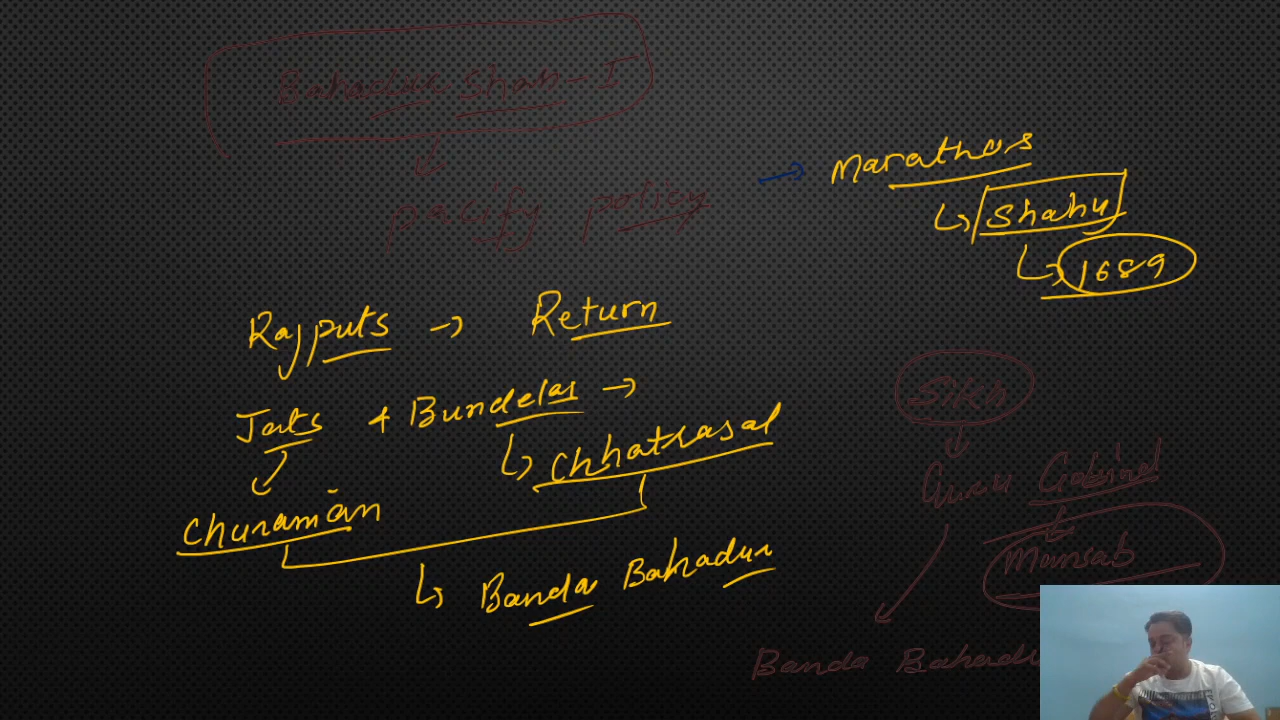 Bahadur Shah - I
pacify policy
→ Marathas
↳ Shahu
↳ 1689
Rajputs → Return
Jats + Bundelas →
↳ Chhatrasal
Churaman
↳ Banda Bahadur
Sikh
Guru Gobind
Mansab
Banda Bahadu